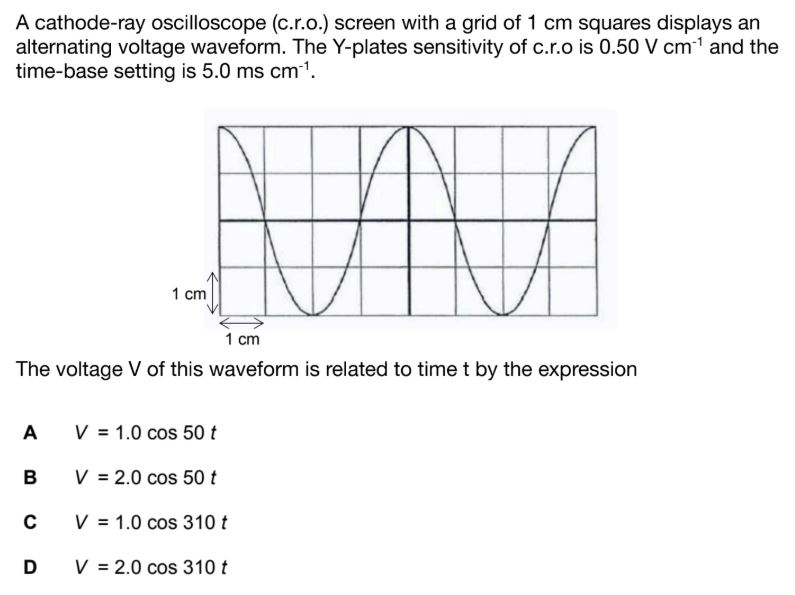 A cathode-ray oscilloscope (c.r.o.) screen with a grid of 1 cm squares displays an
alternating voltage waveform. The Y-plates sensitivity of c.r.o is 0.50 V cm⁻¹ and the
time-base setting is 5.0 ms cm⁻¹.
1 cm
1 cm
The voltage V of this waveform is related to time t by the expression
A V = 1.0 cos 50 t
B V = 2.0 cos 50 t
C V = 1.0 cos 310 t
D V = 2.0 cos 310 t